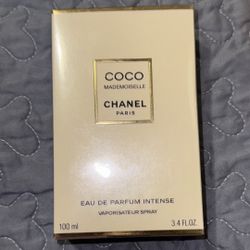 COCO
MADEMOISELLE
CHANEL
PARIS
EAU DE PARFUM INTENSE
VAPORISATEUR SPRAY
100 ml 3.4 FL.OZ.